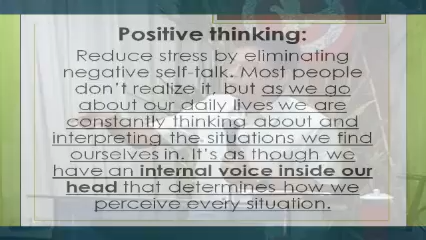 Positive thinking:
Reduce stress by eliminating
negative self-talk. Most people
don't realize it, but as we go
about our daily lives we are
constantly thinking about and
interpreting the situations we find
ourselves in. It's as though we
have an internal voice inside our
head that determines how we
perceive every situation.